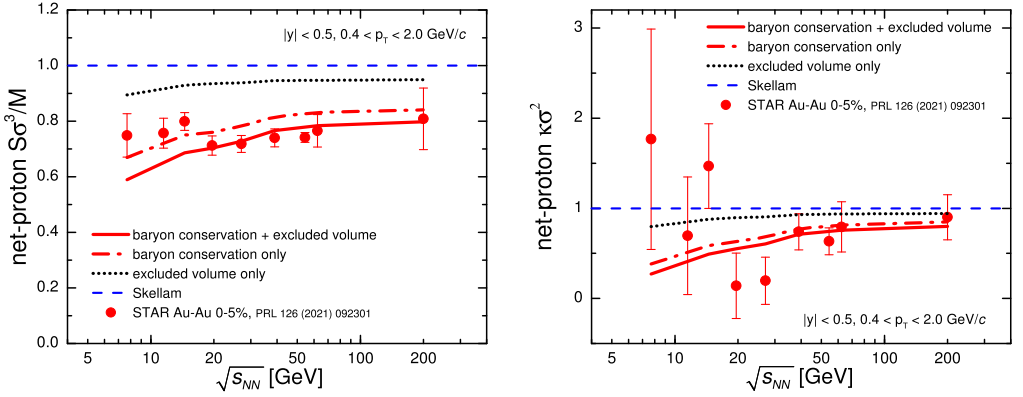 |y| < 0.5, 0.4 < p_T < 2.0 GeV/c
net-proton Sσ³/M
1.2
1.0
0.8
0.6
0.4
0.2
0.0
baryon conservation + excluded volume
baryon conservation only
excluded volume only
Skellam
STAR Au-Au 0-5%, PRL 126 (2021) 092301
5 10 20 50 100 200
√s_NN [GeV]
net-proton κσ²
3
2
1
0
baryon conservation + excluded volume
baryon conservation only
excluded volume only
Skellam
STAR Au-Au 0-5%, PRL 126 (2021) 092301
|y| < 0.5, 0.4 < p_T < 2.0 GeV/c
5 10 20 50 100 200
√s_NN [GeV]